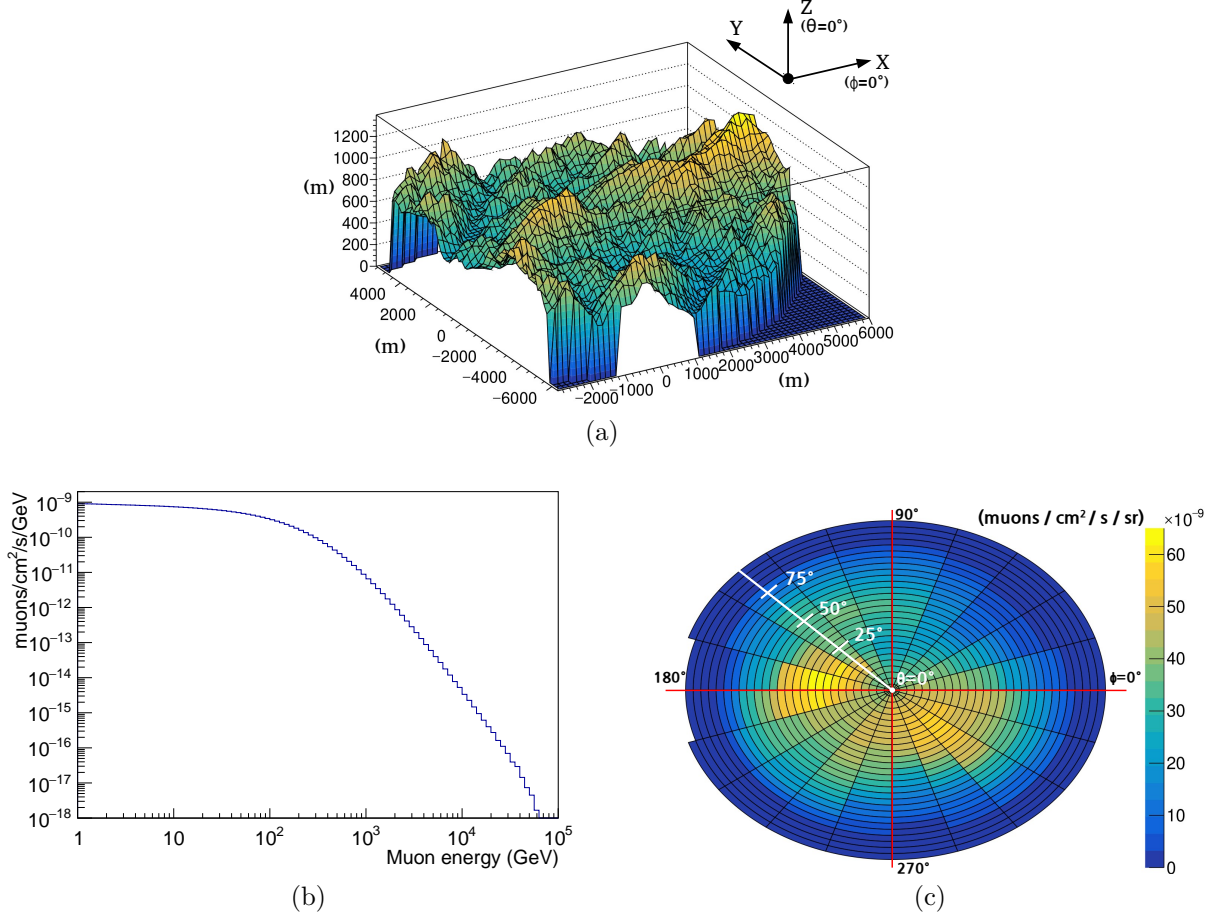 Z
(θ=0°)
Y
X
(ϕ=0°)
1200
1000
800
600
400
200
0
(m)
4000
2000
0
−2000
−4000
−6000
(m)
−2000
−1000
0
1000
2000
3000
4000
5000
6000
(m)
(a)
muons/cm²/s/GeV
10⁻⁹
10⁻¹⁰
10⁻¹¹
10⁻¹²
10⁻¹³
10⁻¹⁴
10⁻¹⁵
10⁻¹⁶
10⁻¹⁷
10⁻¹⁸
1 10 10² 10³ 10⁴ 10⁵
Muon energy (GeV)
(b)
90°
(muons / cm² / s / sr) ×10⁻⁹
75°
50°
25°
θ=0°
180°
ϕ=0°
270°
60
50
40
30
20
10
0
(c)